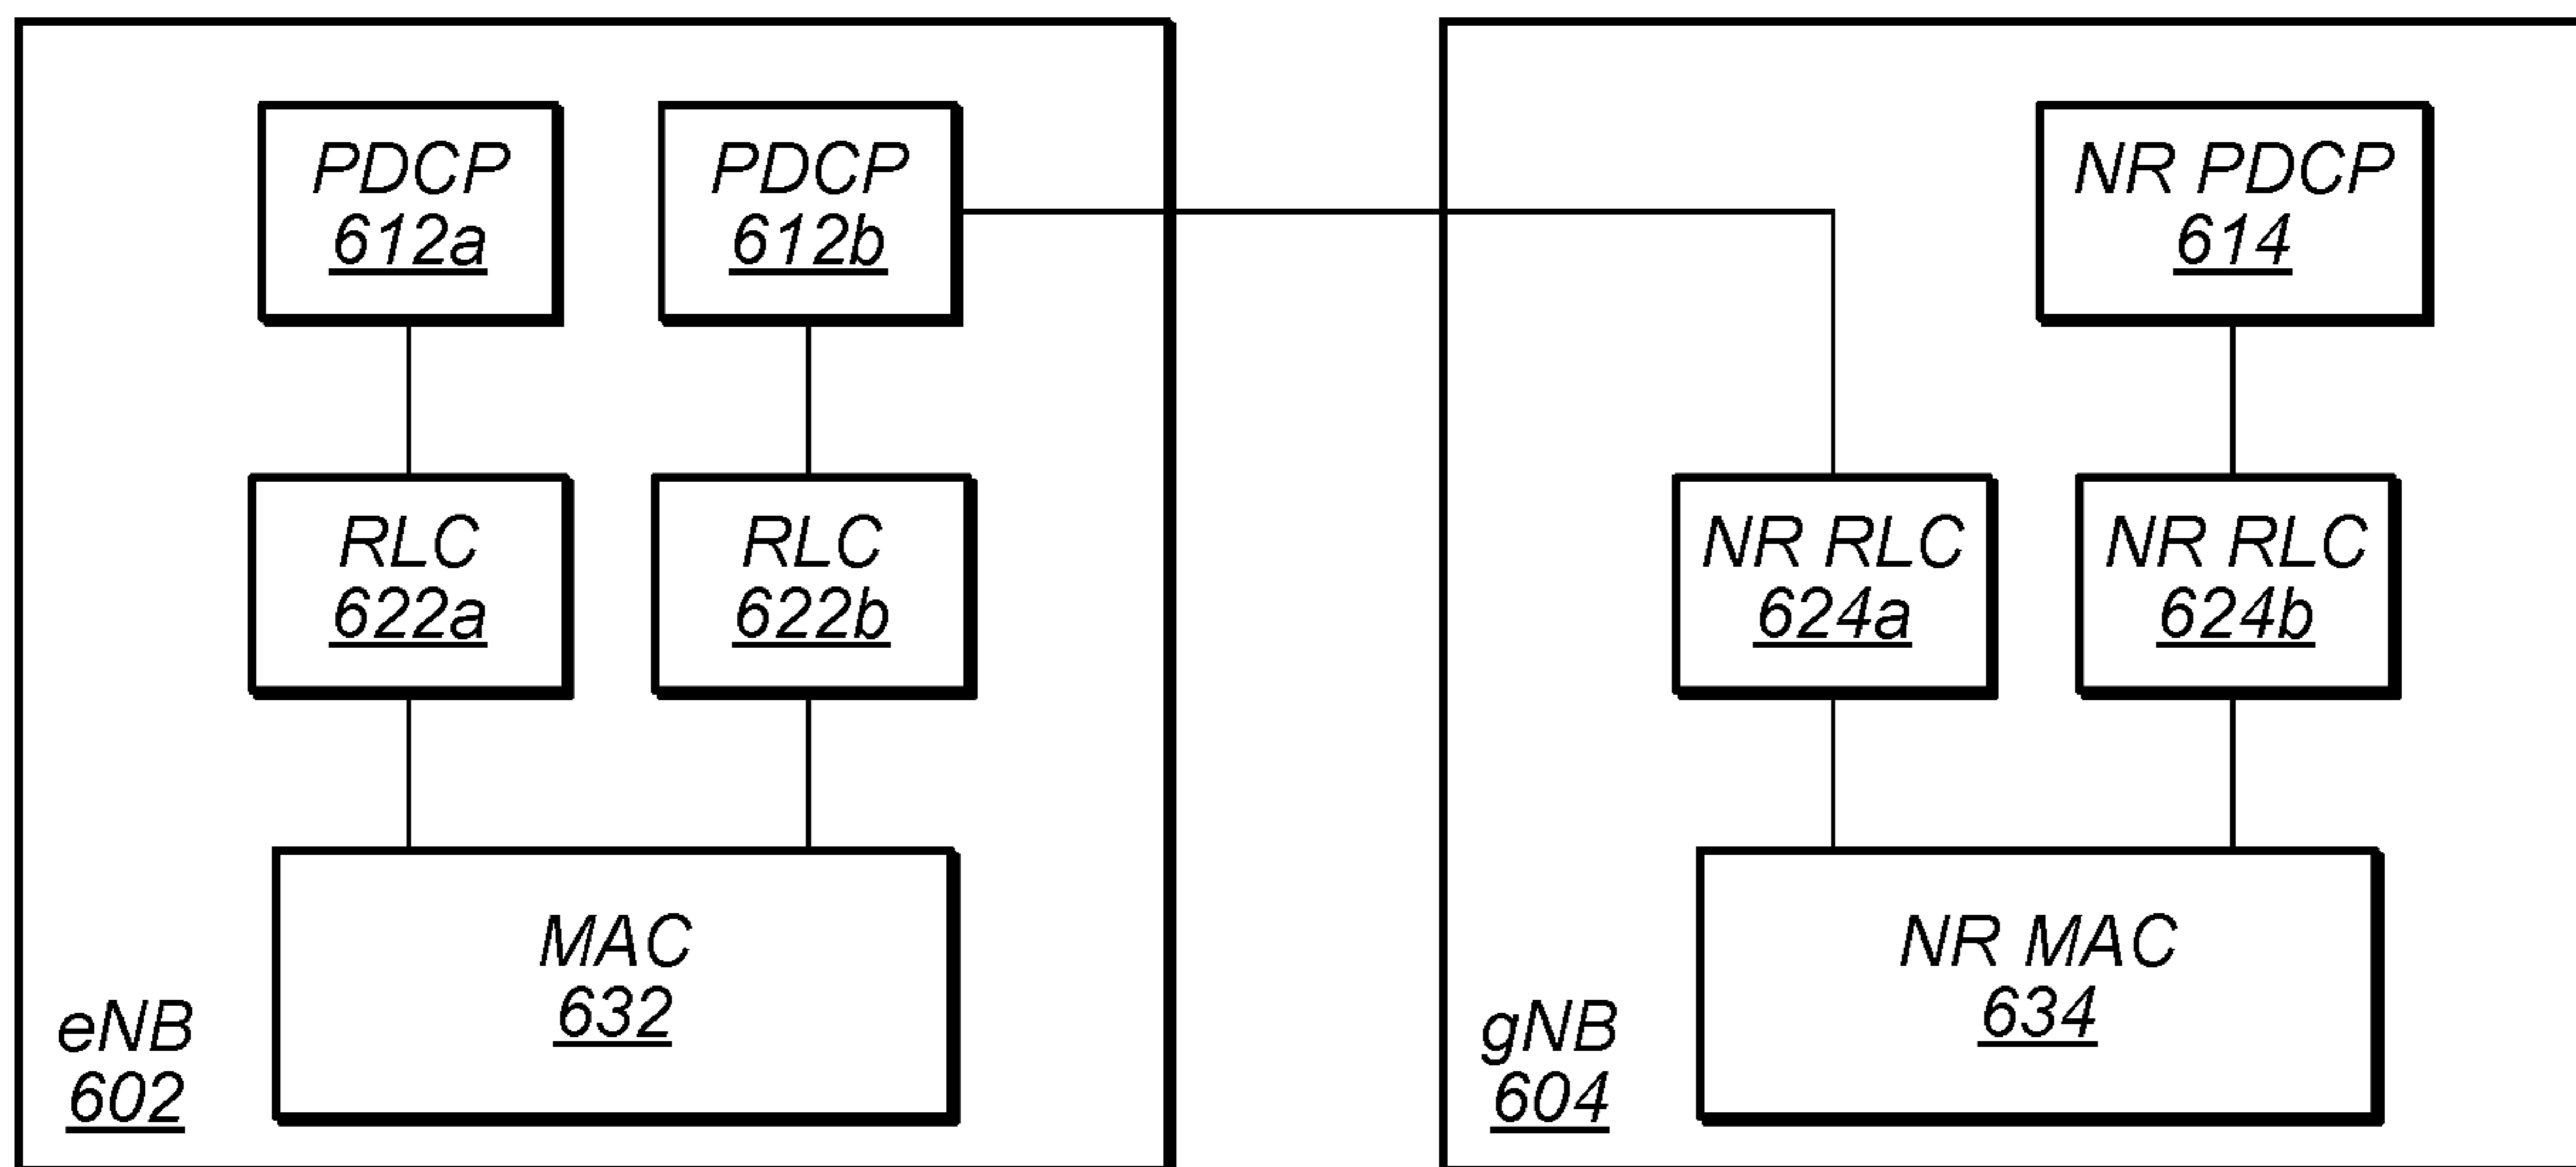 PDCP
612a
PDCP
612b
NR PDCP
614
RLC
622a
RLC
622b
NR RLC
624a
NR RLC
624b
MAC
632
NR MAC
634
eNB
602
gNB
604